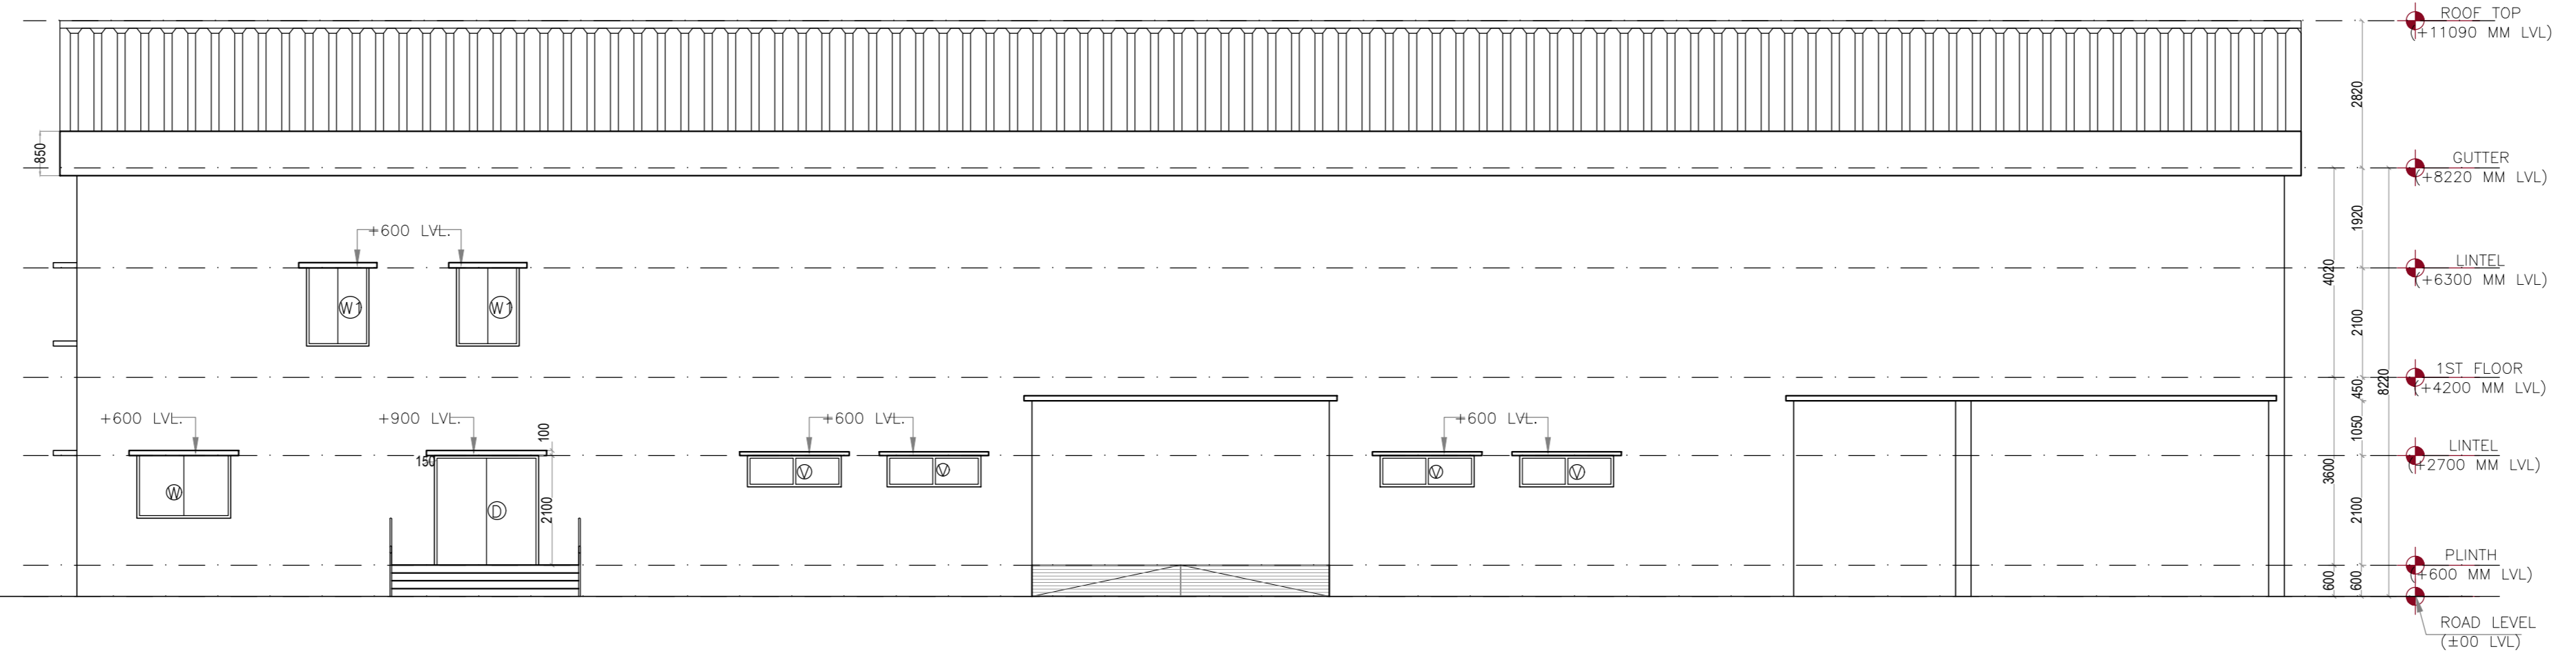 ROOF TOP
(+11090 MM LVL)
2820
850
GUTTER
(+8220 MM LVL)
1920
+600 LVL.
LINTEL
(+6300 MM LVL)
4020
W1
W1
2100
1ST FLOOR
(+4200 MM LVL)
450
8220
+600 LVL.
+900 LVL.
+600 LVL.
+600 LVL.
100
1050
LINTEL
(+2700 MM LVL)
150
3600
V
V
V
V
W
D
2100
2100
PLINTH
(+600 MM LVL)
600
600
ROAD LEVEL
(±00 LVL)